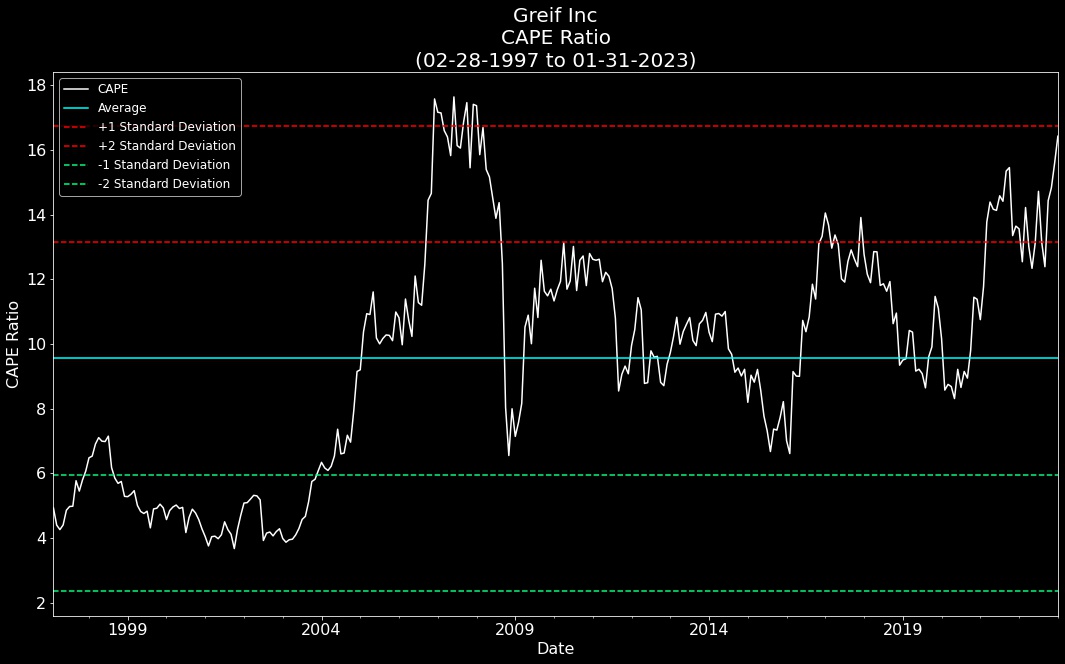 Greif Inc
CAPE Ratio
(02-28-1997 to 01-31-2023)
CAPE
Average
+1 Standard Deviation
+2 Standard Deviation
-1 Standard Deviation
-2 Standard Deviation
CAPE Ratio
18
16
14
12
10
8
6
4
2
1999 2004 2009 2014 2019
Date